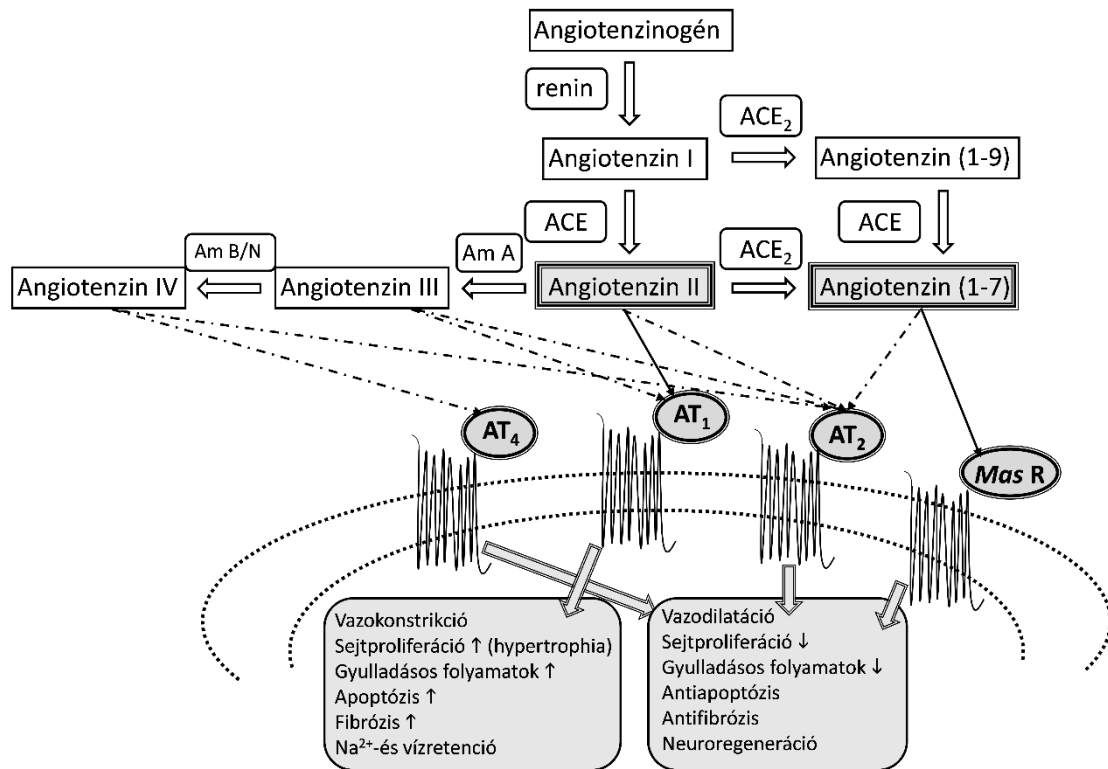 Angiotenzinogén
renin
ACE₂
Angiotenzin I
Angiotenzin (1-9)
ACE
ACE
Am B/N
Am A
ACE₂
Angiotenzin IV
Angiotenzin III
Angiotenzin II
Angiotenzin (1-7)
AT₄
AT₁
AT₂
Mas R
Vazokonstrikció
Sejtproliferáció ↑ (hypertrophia)
Gyulladásos folyamatok ↑
Apoptózis ↑
Fibrózis ↑
Na²⁺-és vízretenció
Vazodilatáció
Sejtproliferáció ↓
Gyulladásos folyamatok ↓
Antiapoptózis
Antifibrózis
Neuroregeneráció